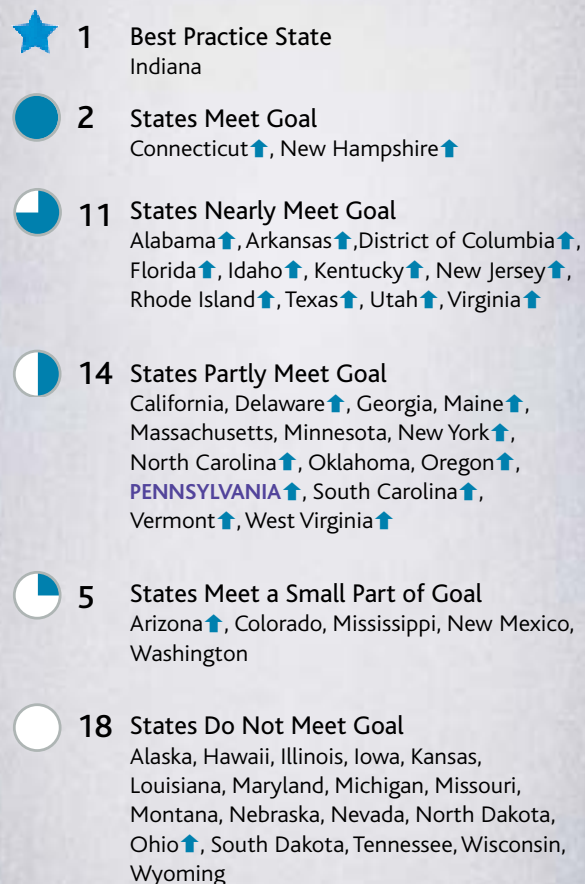 1 Best Practice State
Indiana
2 States Meet Goal
Connecticut⬆, New Hampshire⬆
11 States Nearly Meet Goal
Alabama⬆, Arkansas⬆,District of Columbia⬆,
Florida⬆, Idaho⬆, Kentucky⬆, New Jersey⬆,
Rhode Island⬆, Texas⬆, Utah⬆, Virginia⬆
14 States Partly Meet Goal
California, Delaware⬆, Georgia, Maine⬆,
Massachusetts, Minnesota, New York⬆,
North Carolina⬆, Oklahoma, Oregon⬆,
PENNSYLVANIA⬆, South Carolina⬆,
Vermont⬆, West Virginia⬆
5 States Meet a Small Part of Goal
Arizona⬆, Colorado, Mississippi, New Mexico,
Washington
18 States Do Not Meet Goal
Alaska, Hawaii, Illinois, Iowa, Kansas,
Louisiana, Maryland, Michigan, Missouri,
Montana, Nebraska, Nevada, North Dakota,
Ohio⬆, South Dakota, Tennessee, Wisconsin,
Wyoming